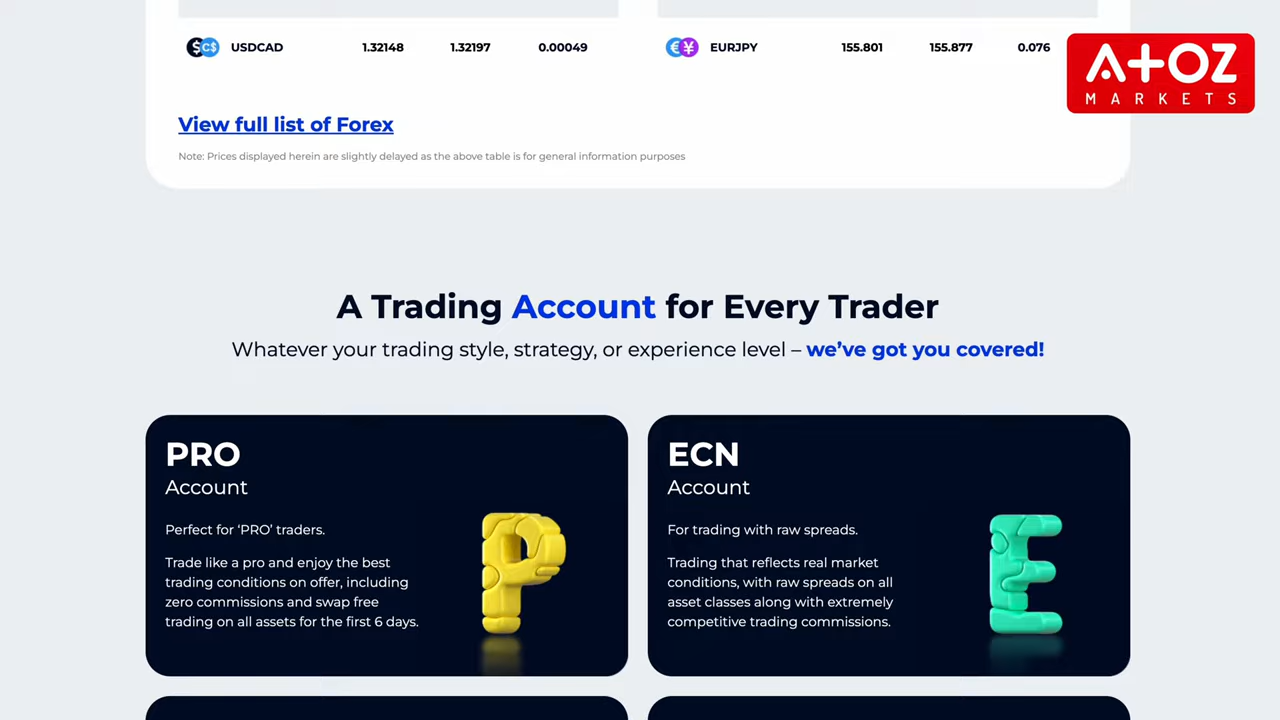 USDCAD 1.32148 1.32197 0.00049
EURJPY 155.801 155.877 0.076
ATOZ
MARKETS
View full list of Forex
Note: Prices displayed herein are slightly delayed as the above table is for general information purposes
A Trading Account for Every Trader
Whatever your trading style, strategy, or experience level – we’ve got you covered!
PRO
Account
Perfect for ‘PRO’ traders.
Trade like a pro and enjoy the best
trading conditions on offer, including
zero commissions and swap free
trading on all assets for the first 6 days.
P
ECN
Account
For trading with raw spreads.
Trading that reflects real market
conditions, with raw spreads on all
asset classes along with extremely
competitive trading commissions.
E